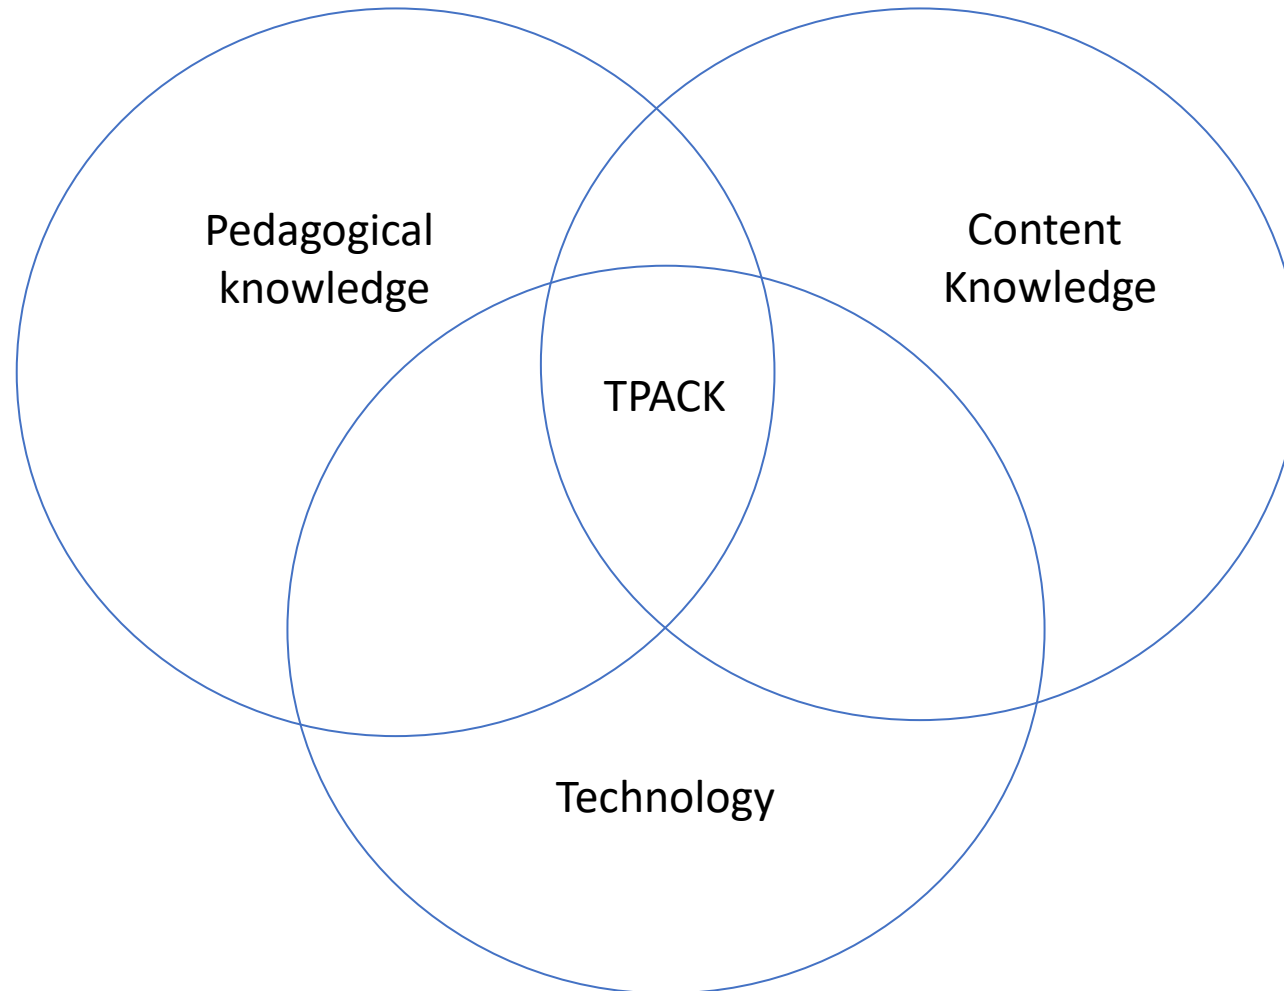 Pedagogical
knowledge
Content
Knowledge
TPACK
Technology